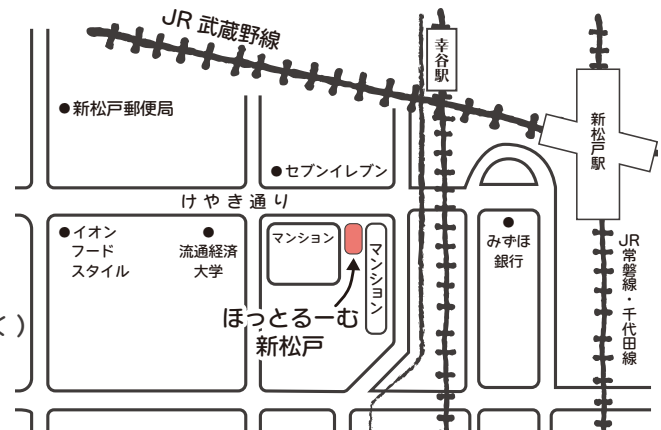 JR 武蔵野線
幸谷駅
●新松戸郵便局
新松戸駅
●セブンイレブン
けやき通り
●イオン
フード
スタイル
●
流通経済
大学
マンション
マンション
●
みずほ
銀行
JR常磐線・千代田線
ほっとるーむ
新松戸
)